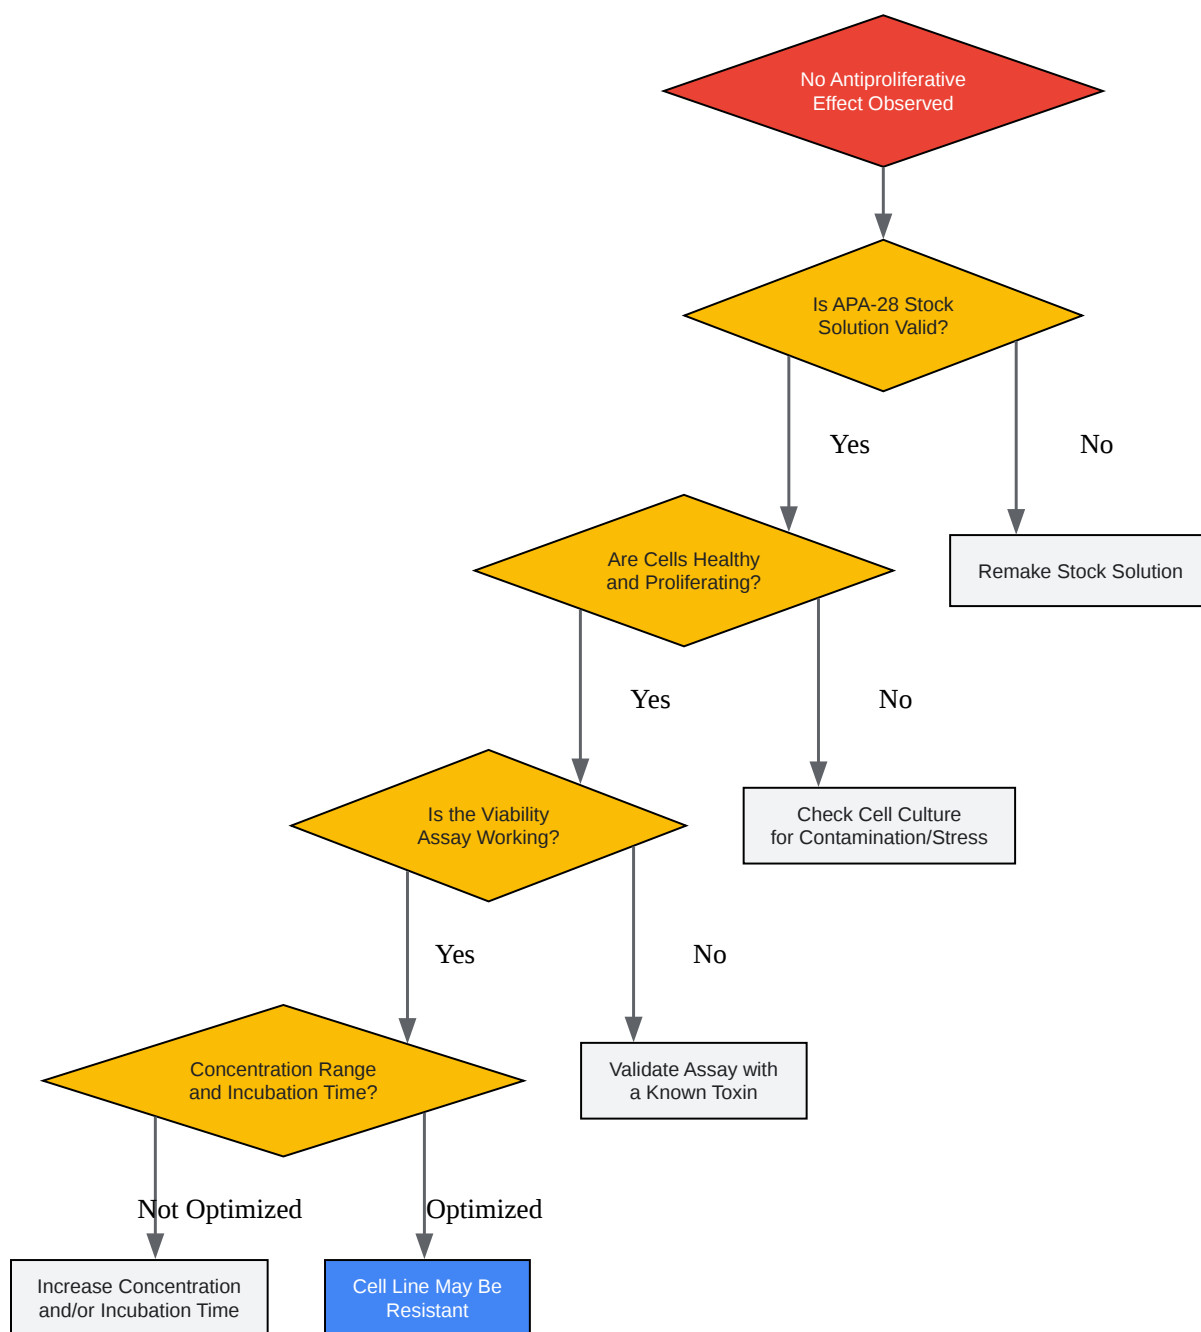 No Antiproliferative
Effect Observed
Is APA-28 Stock
Solution Valid?
Yes
No
Are Cells Healthy
and Proliferating?
Remake Stock Solution
Yes
No
Is the Viability
Assay Working?
Check Cell Culture
for Contamination/Stress
Yes
No
Concentration Range
and Incubation Time?
Validate Assay with
a Known Toxin
Not Optimized
Optimized
Increase Concentration
and/or Incubation Time
Cell Line May Be
Resistant